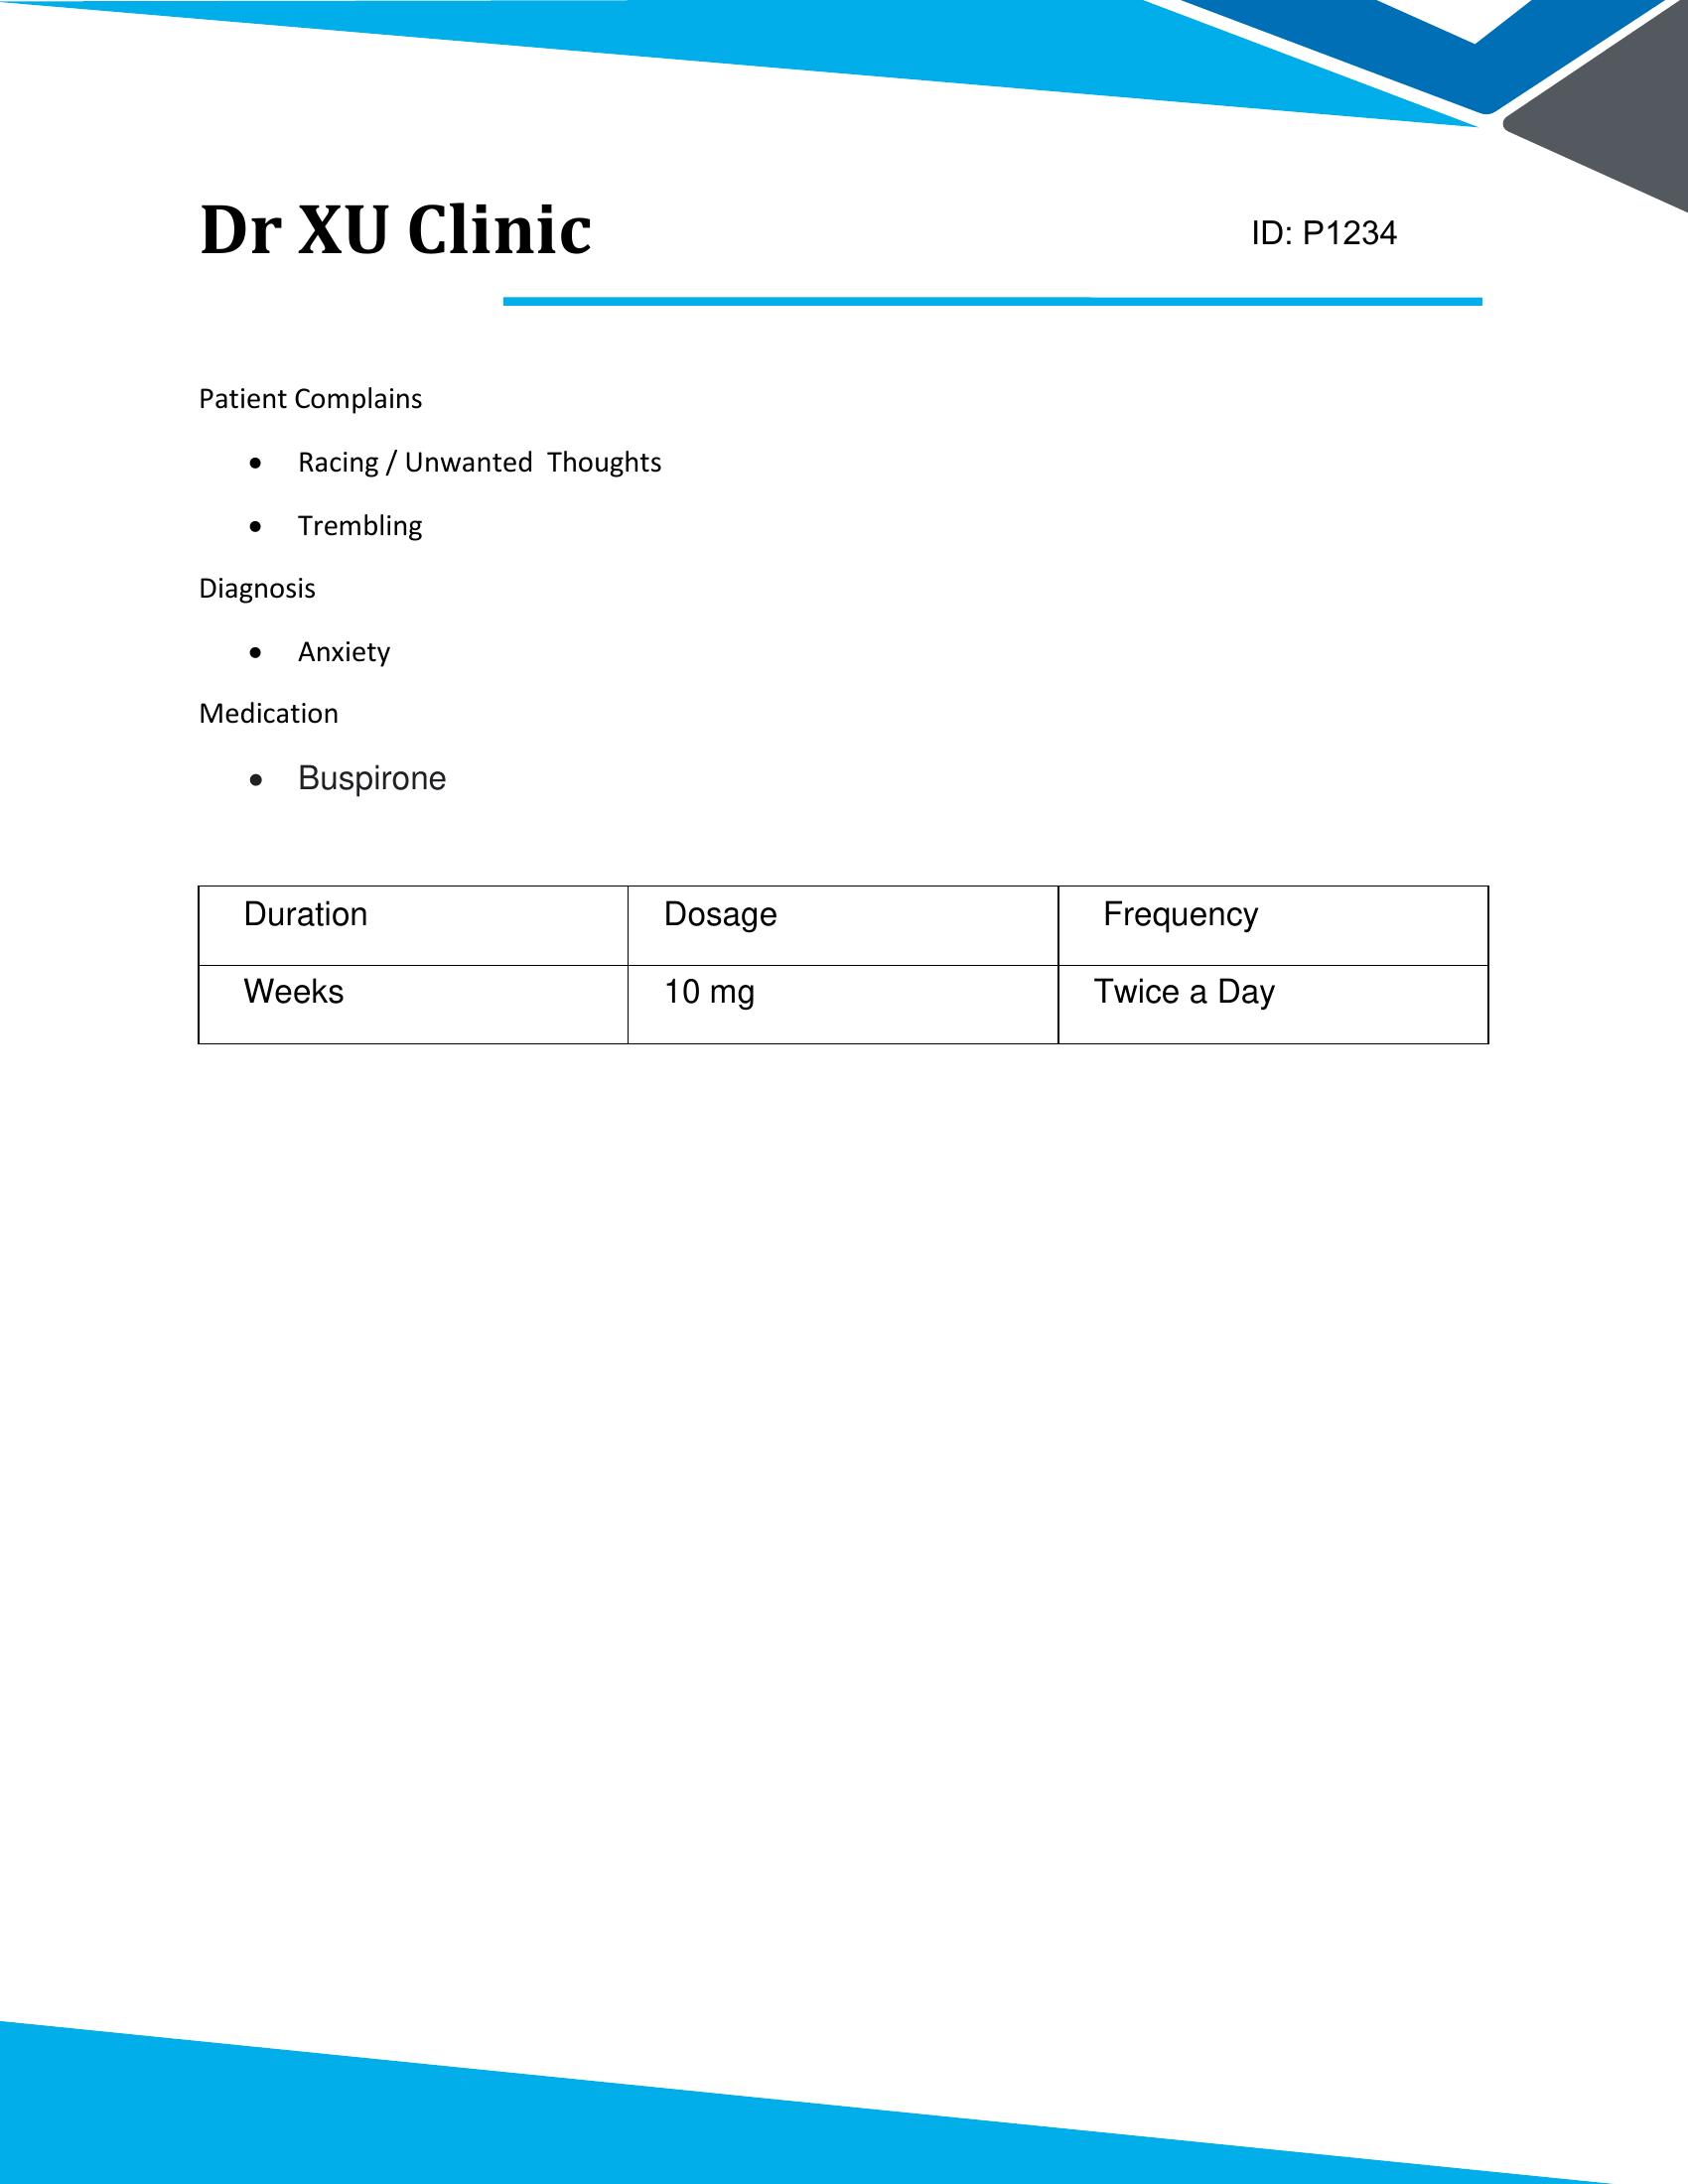 Dr XU Clinic ID: P1234
Patient Complains
• Racing / Unwanted  Thoughts
• Trembling
Diagnosis
• Anxiety
Medication
• Buspirone
Duration Dosage Frequency
Weeks 10 mg Twice a Day